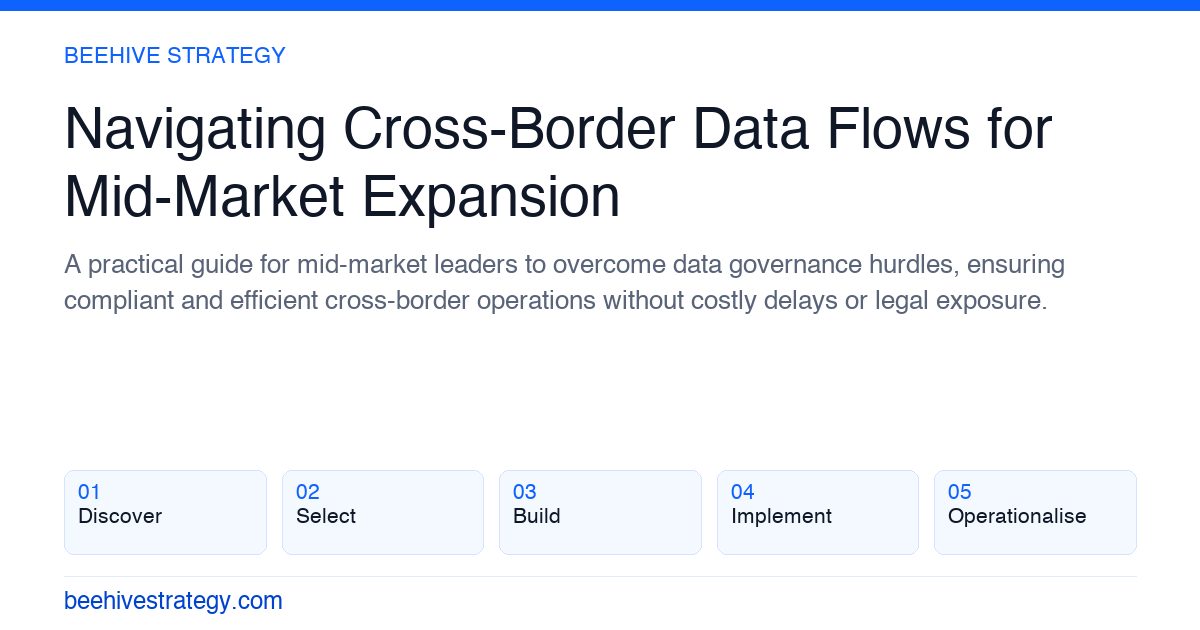 BEEHIVE STRATEGY
Navigating Cross-Border Data Flows for
Mid-Market Expansion
A practical guide for mid-market leaders to overcome data governance hurdles, ensuring
compliant and efficient cross-border operations without costly delays or legal exposure.
01
Discover
02
Select
03
Build
04
Implement
05
Operationalise
beehivestrategy.com